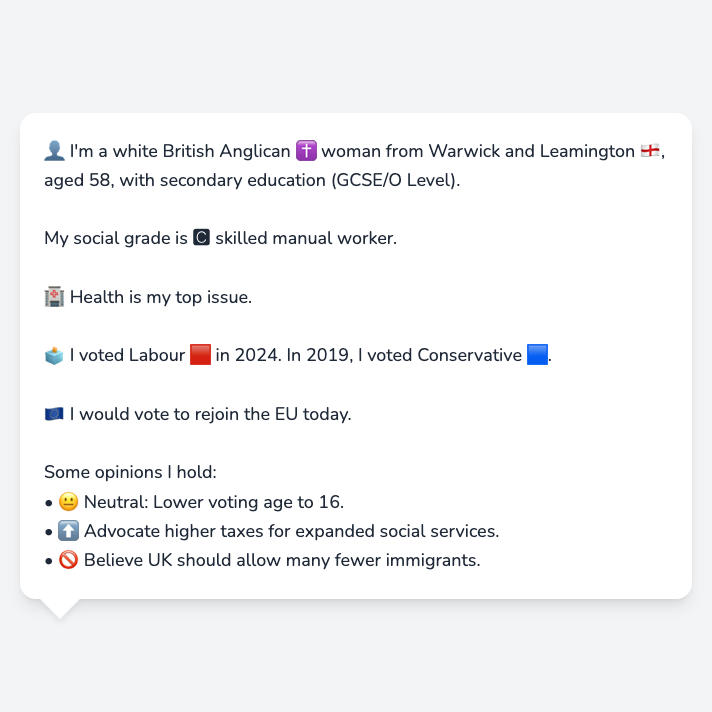 👤 I'm a white British Anglican ✝️ woman from Warwick and Leamington 🏴󠁧󠁢󠁥󠁮󠁧󠁿,
aged 58, with secondary education (GCSE/O Level).
My social grade is 🅲 skilled manual worker.
🏥 Health is my top issue.
🗳️ I voted Labour 🟥 in 2024. In 2019, I voted Conservative 🟦.
🇪🇺 I would vote to rejoin the EU today.
Some opinions I hold:
• 😐 Neutral: Lower voting age to 16.
• ⬆️ Advocate higher taxes for expanded social services.
• 🚫 Believe UK should allow many fewer immigrants.